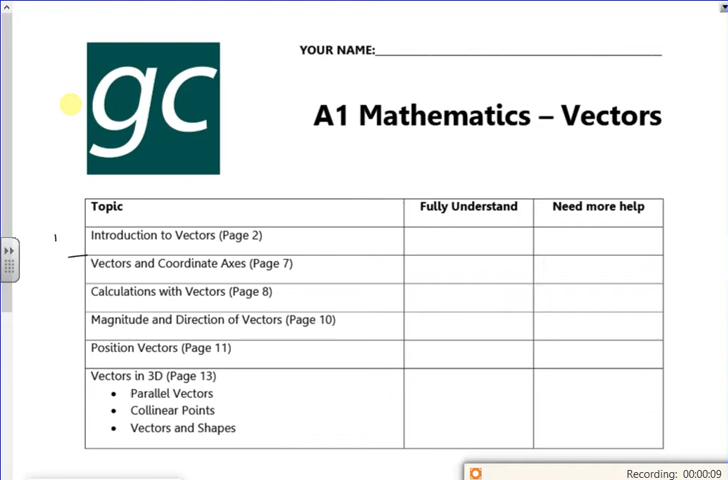 gc
YOUR NAME:
A1 Mathematics – Vectors
Topic Fully Understand Need more help
1
Introduction to Vectors (Page 2)
Vectors and Coordinate Axes (Page 7)
Calculations with Vectors (Page 8)
Magnitude and Direction of Vectors (Page 10)
Position Vectors (Page 11)
Vectors in 3D (Page 13)
• Parallel Vectors
• Collinear Points
• Vectors and Shapes
Recording: 00:00:09